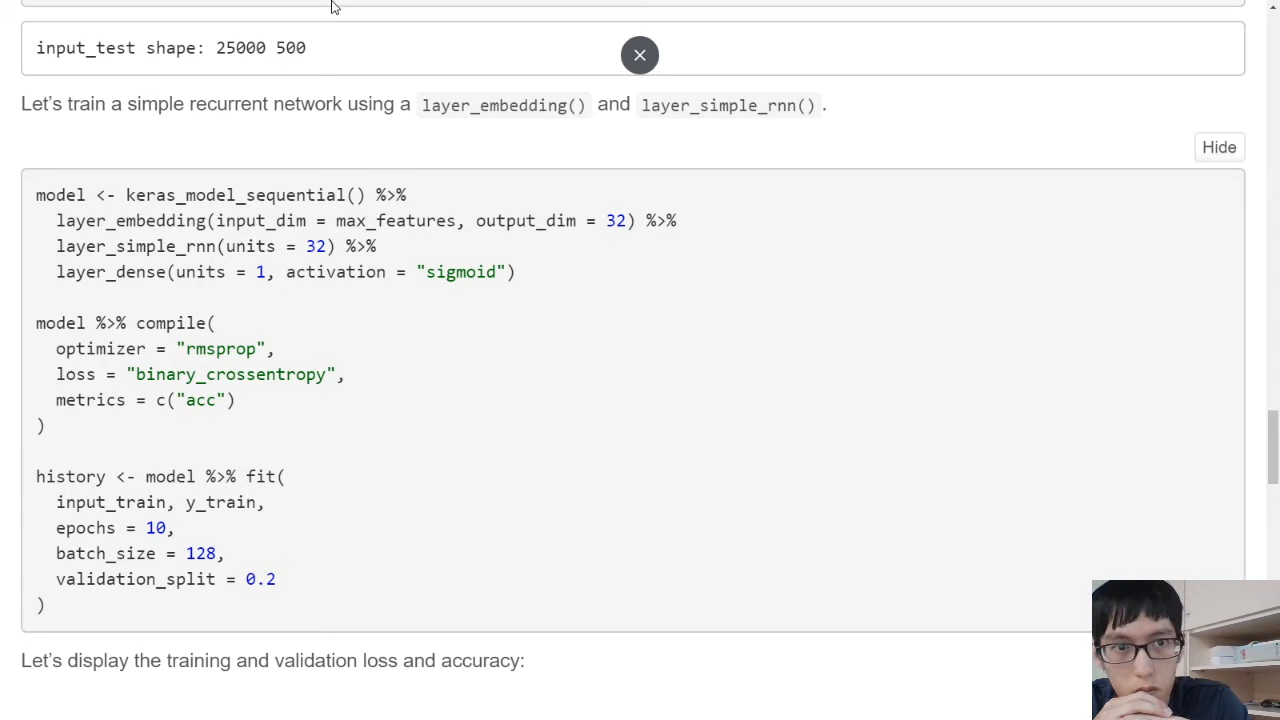 input_test shape: 25000 500
Let’s train a simple recurrent network using a layer_embedding() and layer_simple_rnn().
Hide
model <- keras_model_sequential() %>%
  layer_embedding(input_dim = max_features, output_dim = 32) %>%
  layer_simple_rnn(units = 32) %>%
  layer_dense(units = 1, activation = "sigmoid")

model %>% compile(
  optimizer = "rmsprop",
  loss = "binary_crossentropy",
  metrics = c("acc")
)

history <- model %>% fit(
  input_train, y_train,
  epochs = 10,
  batch_size = 128,
  validation_split = 0.2
)
Let’s display the training and validation loss and accuracy: